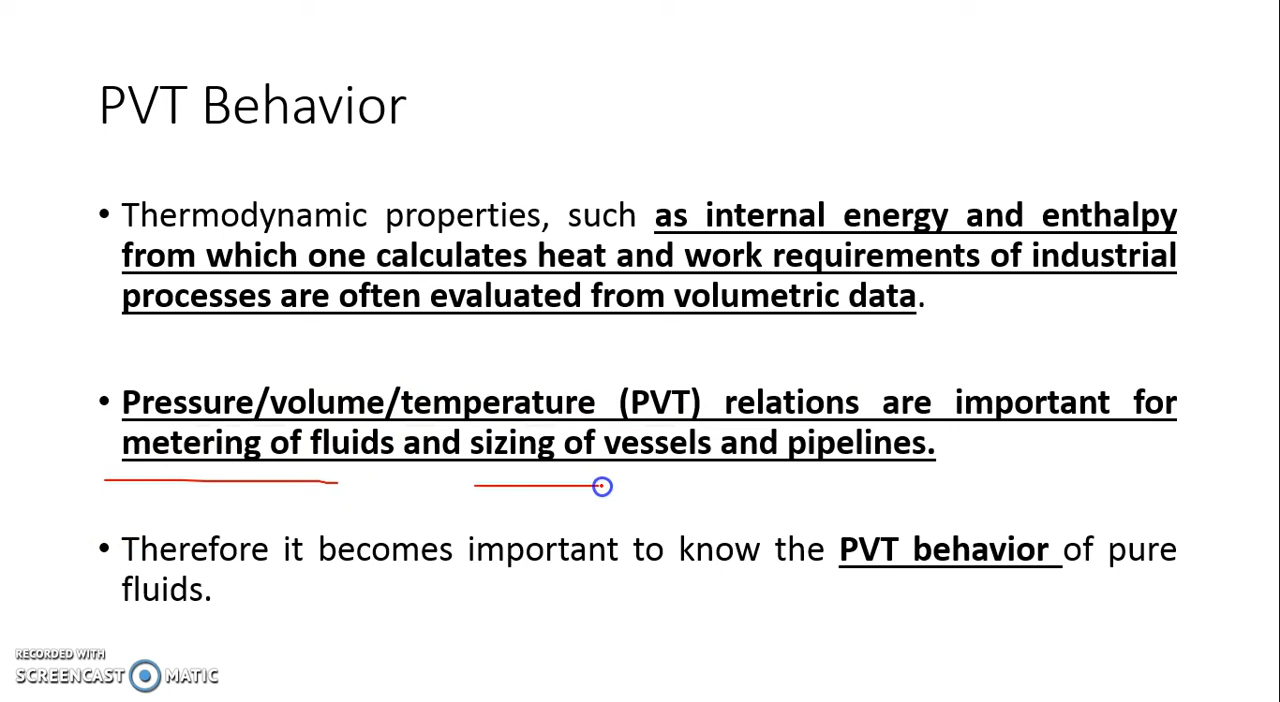 PVT Behavior
• Thermodynamic properties, such as internal energy and enthalpy
from which one calculates heat and work requirements of industrial
processes are often evaluated from volumetric data.
• Pressure/volume/temperature (PVT) relations are important for
metering of fluids and sizing of vessels and pipelines.
• Therefore it becomes important to know the PVT behavior of pure
fluids.
RECORDED WITH
SCREENCAST MATIC